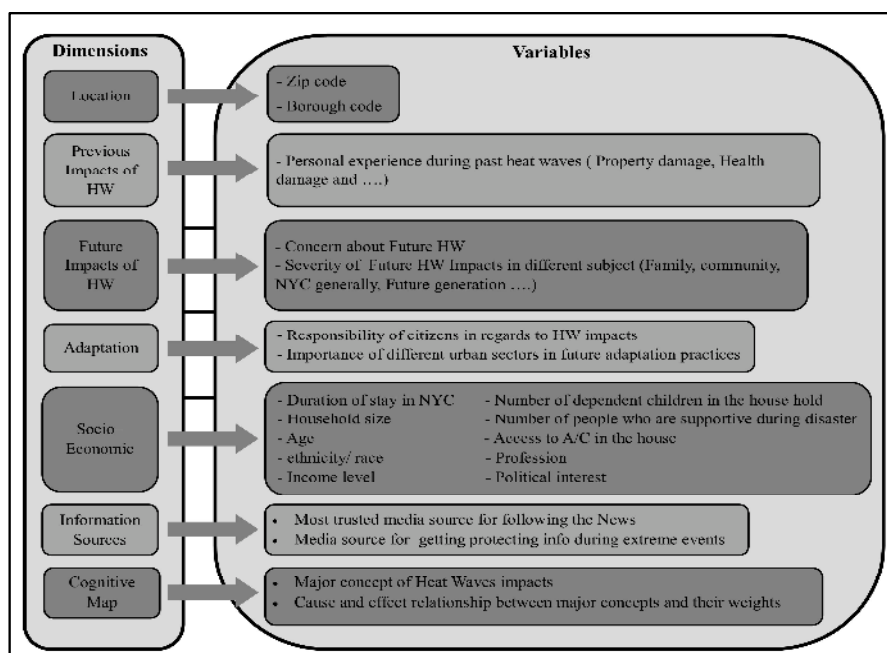 Dimensions
Variables
Location
- Zip code
- Borough code
Previous
Impacts of
HW
- Personal experience during past heat waves ( Property damage, Health
damage and ….)
Future
Impacts of
HW
- Concern about Future HW
- Severity of Future HW Impacts in different subject (Family, community,
NYC generally, Future generation ….)
Adaptation
- Responsibility of citizens in regards to HW impacts
- Importance of different urban sectors in future adaptation practices
Socio
Economic
- Duration of stay in NYC
- Household size
- Age
- ethnicity/ race
- Income level
- Number of dependent children in the house hold
- Number of people who are supportive during disaster
- Access to A/C in the house
- Profession
- Political interest
Information
Sources
• Most trusted media source for following the News
• Media source for getting protecting info during extreme events
Cognitive
Map
• Major concept of Heat Waves impacts
• Cause and effect relationship between major concepts and their weights